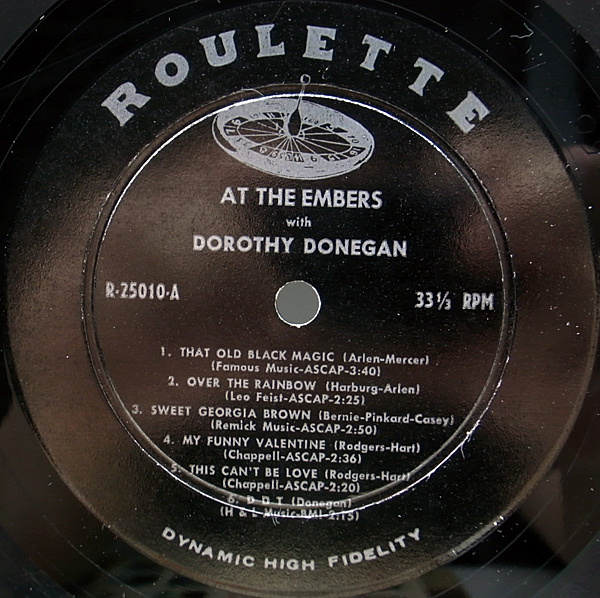 ROULETTE
AT THE EMBERS
with
DOROTHY DONEGAN
R-25010-A
33⅓ RPM
1. THAT OLD BLACK MAGIC (Arlen-Mercer)
(Famous Music-ASCAP-3:40)
2. OVER THE RAINBOW (Harburg-Arlen)
(Leo Feist-ASCAP-2:25)
3. SWEET GEORGIA BROWN (Bernie-Pinkard-Casey)
(Remick Music-ASCAP-2:50)
4. MY FUNNY VALENTINE (Rodgers-Hart)
(Chappell-ASCAP-2:36)
5. THIS CAN'T BE LOVE (Rodgers-Hart)
(Chappell-ASCAP-2:20)
6. D D T (Donegan)
(H & L Music-BMI-2:15)
DYNAMIC HIGH FIDELITY